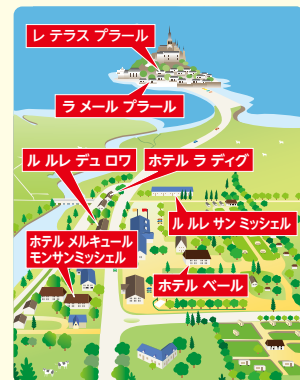 レ テラス プラール
ラ メール プラール
ル ルレ デュ ロワ
ホテル ラ ディグ
ル ルレ サン ミッシェル
ホテル メルキュール
モンサンミッシェル
ホテル ベール